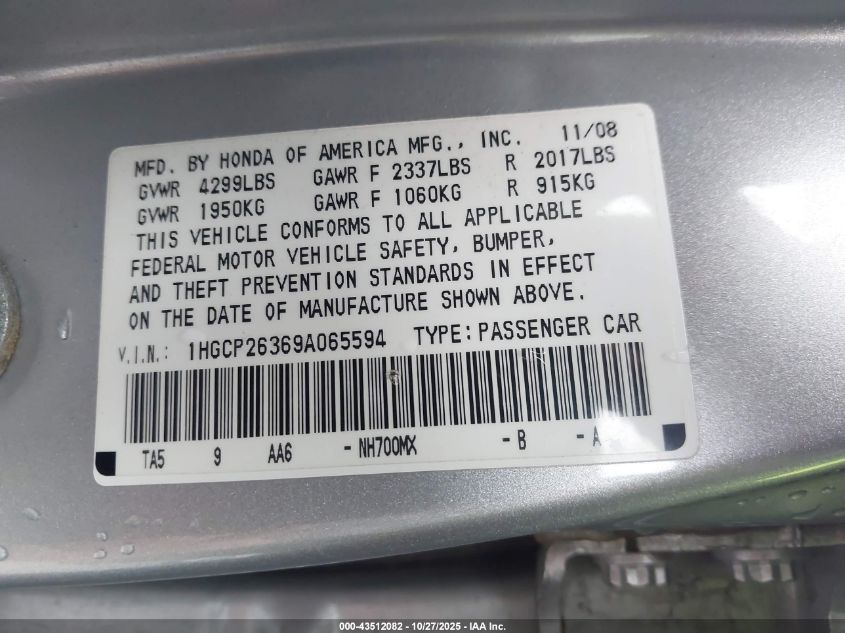 MFD. BY HONDA OF AMERICA MFG., INC. 11/08
GVWR 4299LBS GAWR F 2337LBS R 2017LBS
GVWR 1950KG GAWR F 1060KG R 915KG
THIS VEHICLE CONFORMS TO ALL APPLICABLE
FEDERAL MOTOR VEHICLE SAFETY, BUMPER,
AND THEFT PREVENTION STANDARDS IN EFFECT
ON THE DATE OF MANUFACTURE SHOWN ABOVE.
V.I.N.: 1HGCP26369A065594 TYPE: PASSENGER CAR
TA5 9 AA6 - NH700MX - B - A
000-43512082 - 10/27/2025 - IAA Inc.